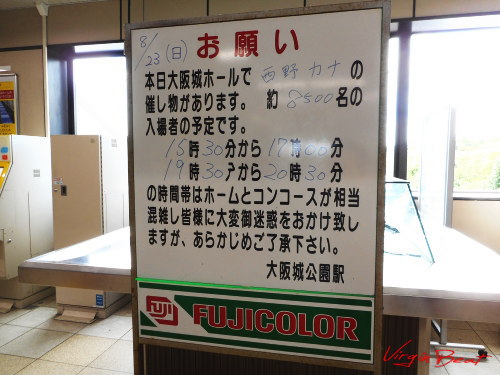 8/23(日) お願い
本日大阪城ホールで 西野カナ の
催し物があります。 約 8500 名の
入場者の予定です。
15時30分から17時00分
19時30分から20時30分
の時間帯はホームとコンコースが相当
混雑し皆様に大変御迷惑をおかけ致し
ますが、あらかじめご了承下さい。
大阪城公園駅
FUJI FUJICOLOR
Virgin Beat